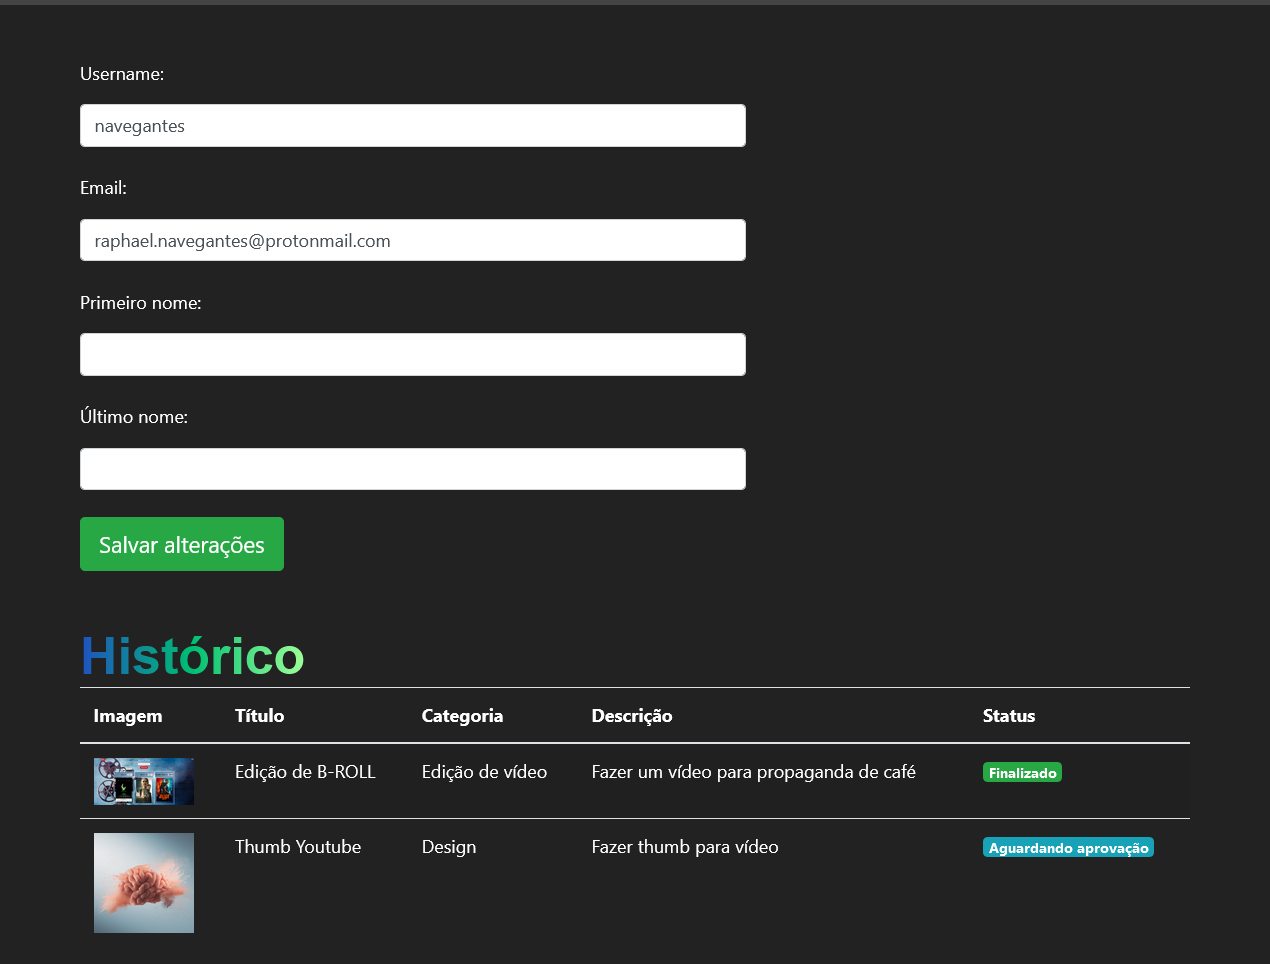 Username:
navegantes
Email:
raphael.navegantes@protonmail.com
Primeiro nome:
Último nome:
Salvar alterações
Histórico
Imagem Título Categoria Descrição Status
Edição de B-ROLL Edição de vídeo Fazer um vídeo para propaganda de café Finalizado
Thumb Youtube Design Fazer thumb para vídeo Aguardando aprovação